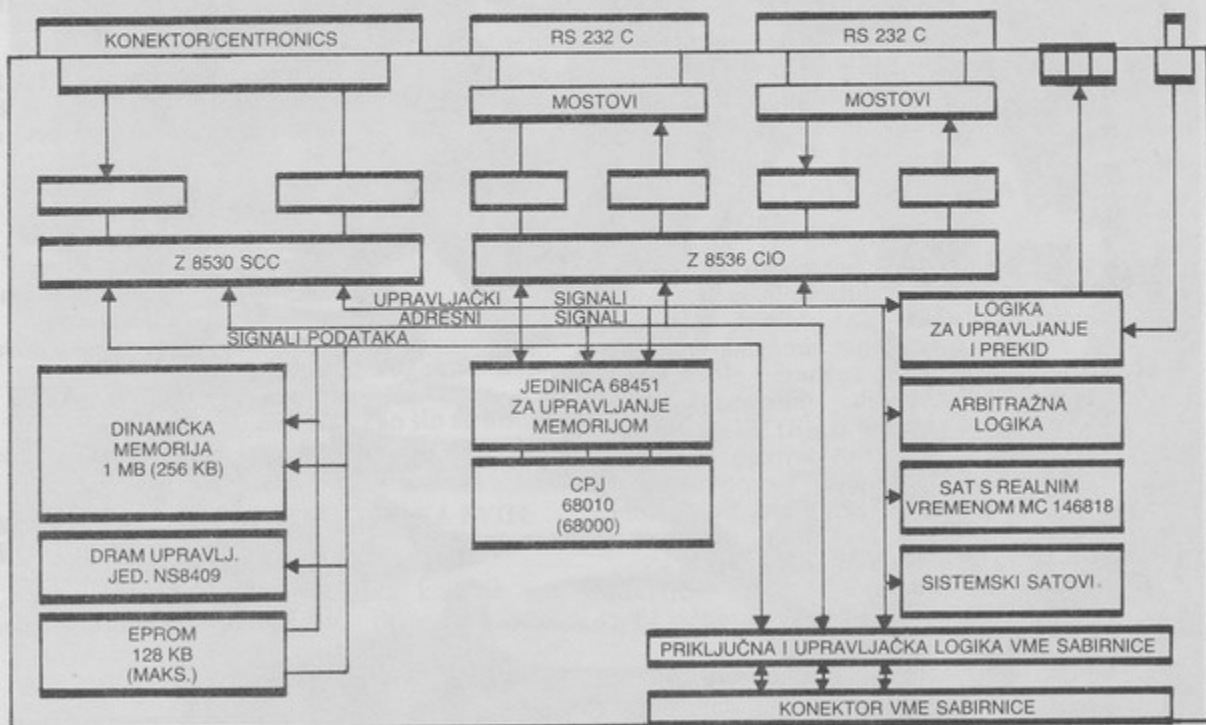 KONEKTOR/CENTRONICS
RS 232 C
RS 232 C
MOSTOVI
MOSTOVI
Z 8530 SCC
Z 8536 CIO
UPRAVLJAČKI SIGNALI
ADRESNI SIGNALI
SIGNALI PODATAKA
LOGIKA
ZA UPRAVLJANJE
I PREKID
DINAMIČKA
MEMORIJA
1 MB (256 KB)
JEDINICA 68451
ZA UPRAVLJANJE
MEMORIJOM
ARBITRAŽNA
LOGIKA
CPJ
68010
(68000)
SAT S REALNIM
VREMENOM MC 146818
DRAM UPRAVLJ.
JED. NS8409
SISTEMSKI SATOVI
EPROM
128 KB
(MAKS.)
PRIKLJUČNA I UPRAVLJAČKA LOGIKA VME SABIRNICE
KONEKTOR VME SABIRNICE